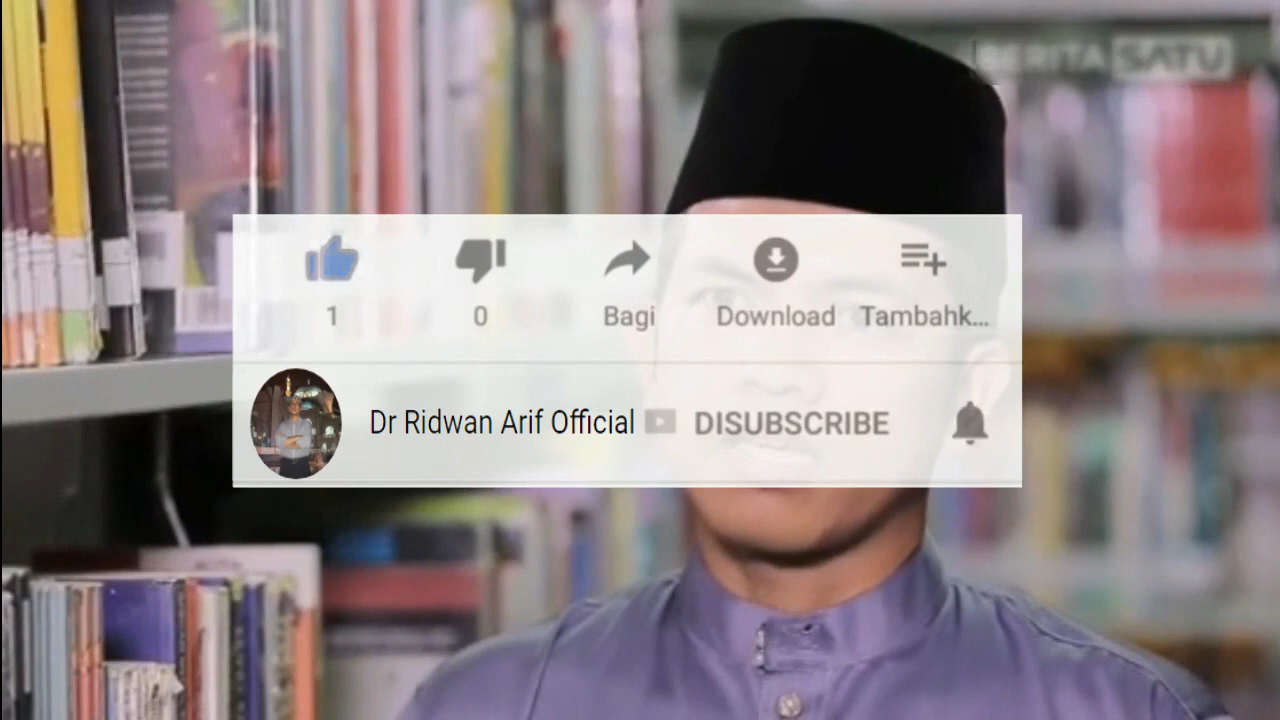 BERITA SATU
1
0
Bagi
Download
Tambahk...
Dr Ridwan Arif Official
DISUBSCRIBE